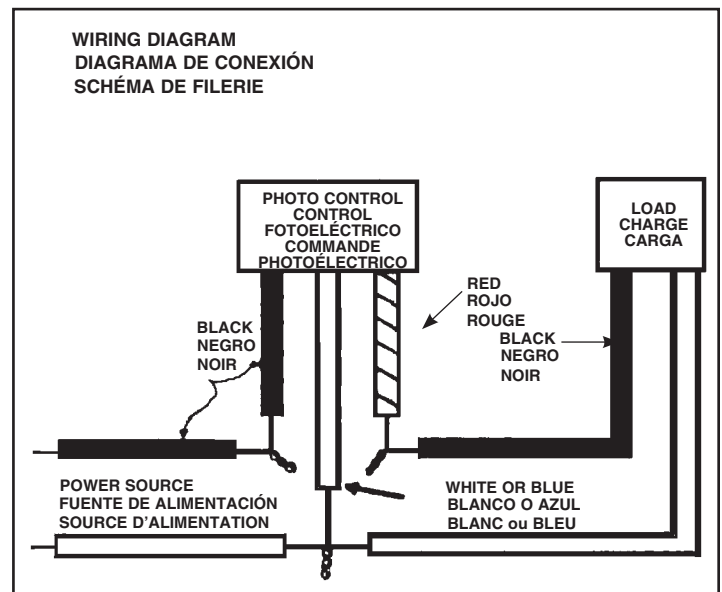 WIRING DIAGRAM
DIAGRAMA DE CONEXIÓN
SCHÉMA DE FILERIE
PHOTO CONTROL
CONTROL
FOTOELÉCTRICO
COMMANDE
PHOTOÉLECTRICO
LOAD
CHARGE
CARGA
RED
ROJO
ROUGE
BLACK
NEGRO
NOIR
BLACK
NEGRO
NOIR
POWER SOURCE
FUENTE DE ALIMENTACIÓN
SOURCE D'ALIMENTATION
WHITE OR BLUE
BLANCO O AZUL
BLANC ou BLEU